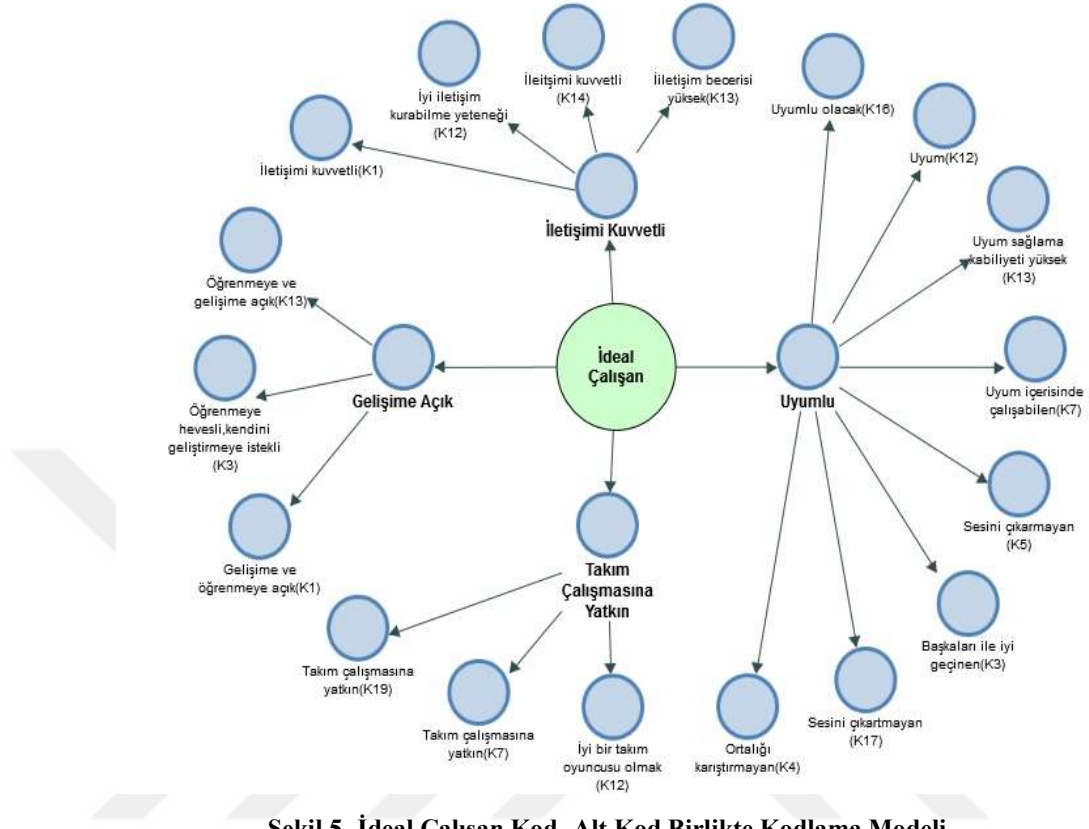 İyi iletişim
kurabilme yeteneği
(K12)
İleitşimi kuvvetli
(K14)
İiletişim becerisi
yüksek(K13)
Uyumlu olacak(K16)
Uyum(K12)
İletişimi kuvvetli(K1)
İletişimi Kuvvetli
Uyum sağlama
kabiliyeti yüksek
(K13)
Öğrenmeye ve
gelişime açık(K13)
İdeal
Çalışan
Gelişime Açık
Uyumlu
Uyum içerisinde
çalışabilen(K7)
Öğrenmeye
hevesli,kendini
geliştirmeye istekli
(K3)
Sesini çıkarmayan
(K5)
Gelişime ve
öğrenmeye açık(K1)
Takım
Çalışmasına
Yatkın
Başkaları ile iyi
geçinen(K3)
Takım çalışmasına
yatkın(K19)
Takım çalışmasına
yatkın(K7)
İyi bir takım
oyuncusu olmak
(K12)
Ortalığı
karıştırmayan(K4)
Sesini çıkartmayan
(K17)
Şekil 5. İdeal Çalışan Kod- Alt Kod Birlikte Kodlama Modeli